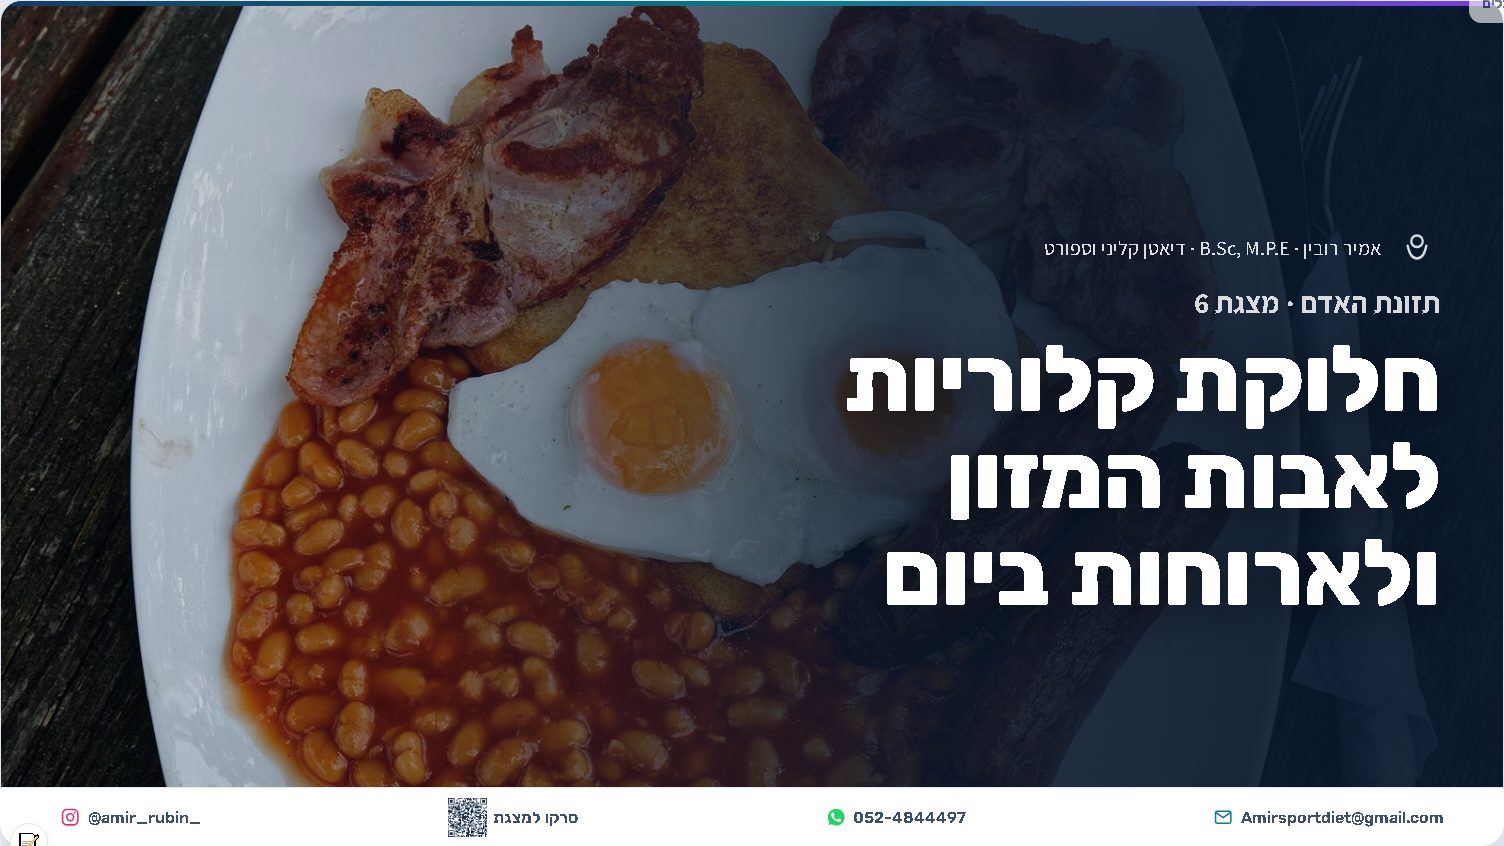 אמיר רובין · B.Sc, M.P.E · דיאטן קליני וספורט
תזונת האדם · מצגת 6
חלוקת קלוריות
לאבות המזון
ולארוחות ביום
@amir_rubin_
סרקו למצגת
052-4844497
Amirsportdiet@gmail.com